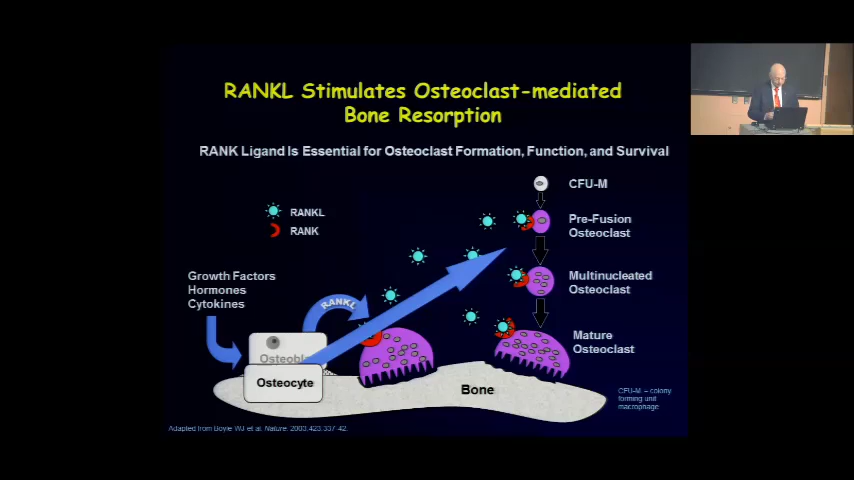 RANKL Stimulates Osteoclast-mediated
Bone Resorption
RANK Ligand Is Essential for Osteoclast Formation, Function, and Survival
CFU-M
RANKL
RANK
Pre-Fusion
Osteoclast
Growth Factors
Hormones
Cytokines
Multinucleated
Osteoclast
RANKL
Mature
Osteoclast
Osteobl
Osteocyte
Bone
CFU-M – colony
forming unit
macrophage
Adapted from Boyle WJ et al. Nature. 2003;423:337-42.